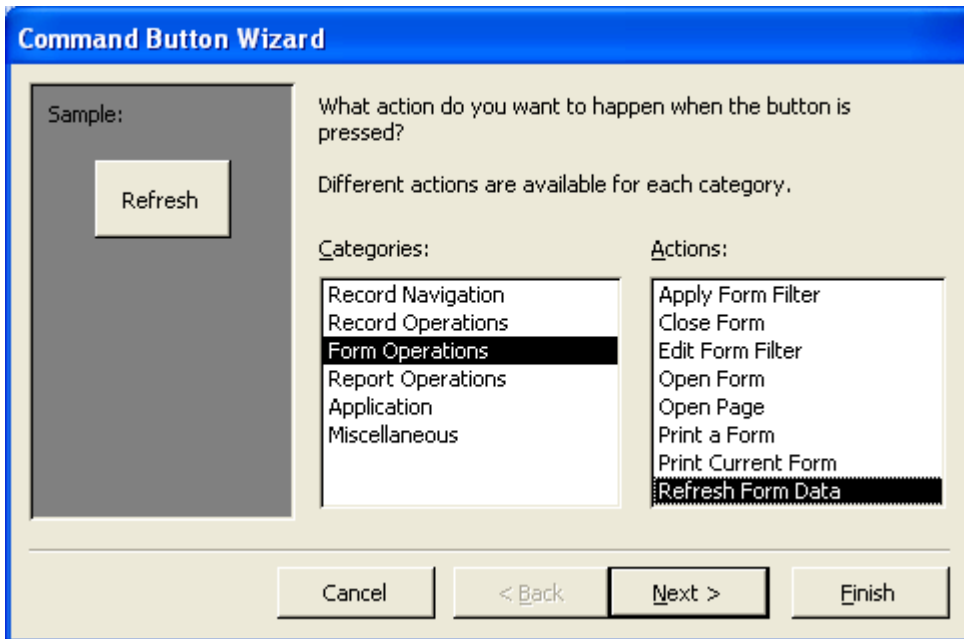 Command Button Wizard
Sample:
Refresh
What action do you want to happen when the button is
pressed?
Different actions are available for each category.
Categories:
Record Navigation
Record Operations
Form Operations
Report Operations
Application
Miscellaneous
Actions:
Apply Form Filter
Close Form
Edit Form Filter
Open Form
Open Page
Print a Form
Print Current Form
Refresh Form Data
Cancel
< Back
Next >
Finish